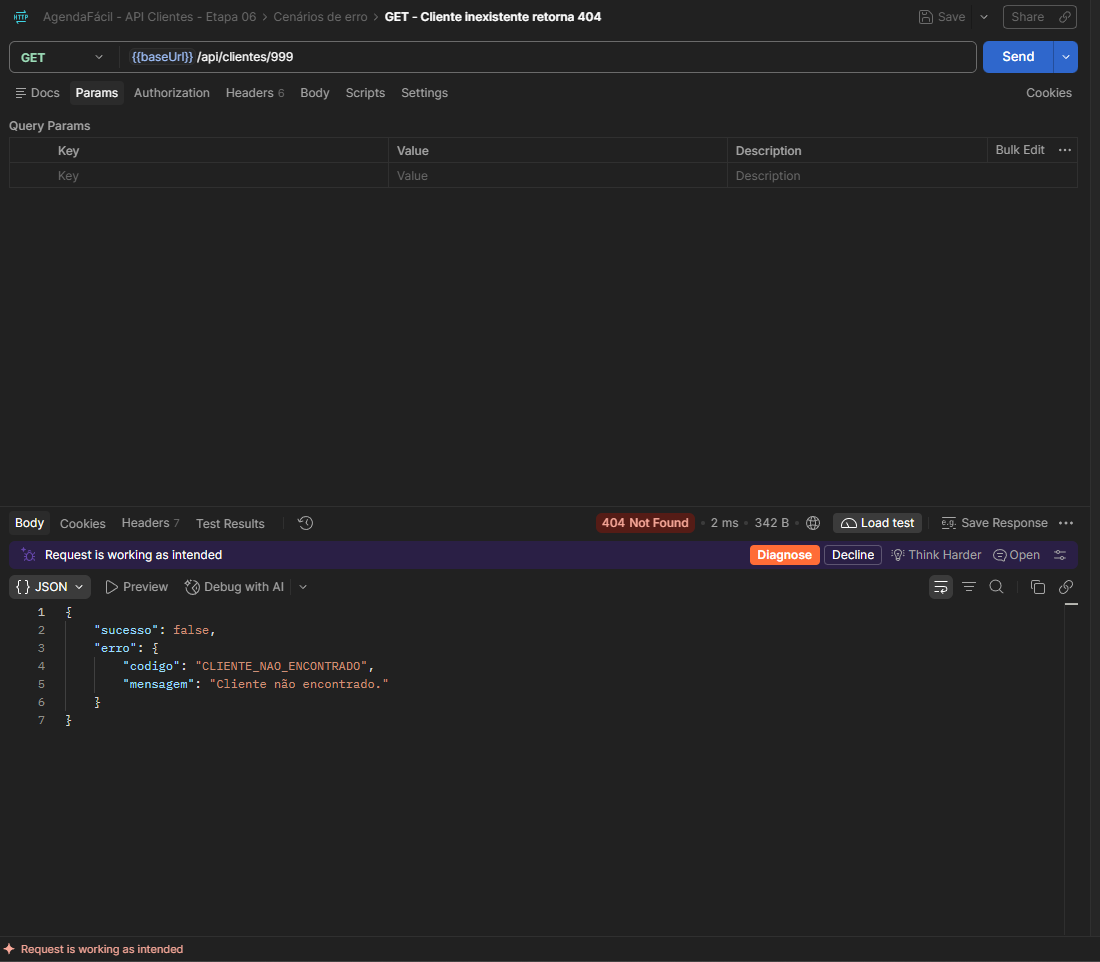 HTTP AgendaFácil - API Clientes - Etapa 06 > Cenários de erro > GET - Cliente inexistente retorna 404 Save Share
GET {{baseUrl}} /api/clientes/999 Send
Docs Params Authorization Headers 6 Body Scripts Settings Cookies
Query Params
Key Value Description Bulk Edit ...
Key Value Description
Body Cookies Headers 7 Test Results 404 Not Found • 2 ms • 342 B • Load test e.g. Save Response ...
Request is working as intended Diagnose Decline Think Harder Open
{} JSON Preview Debug with AI
1 {
2 "sucesso": false,
3 "erro": {
4 "codigo": "CLIENTE_NAO_ENCONTRADO",
5 "mensagem": "Cliente não encontrado."
6 }
7 }
Request is working as intended